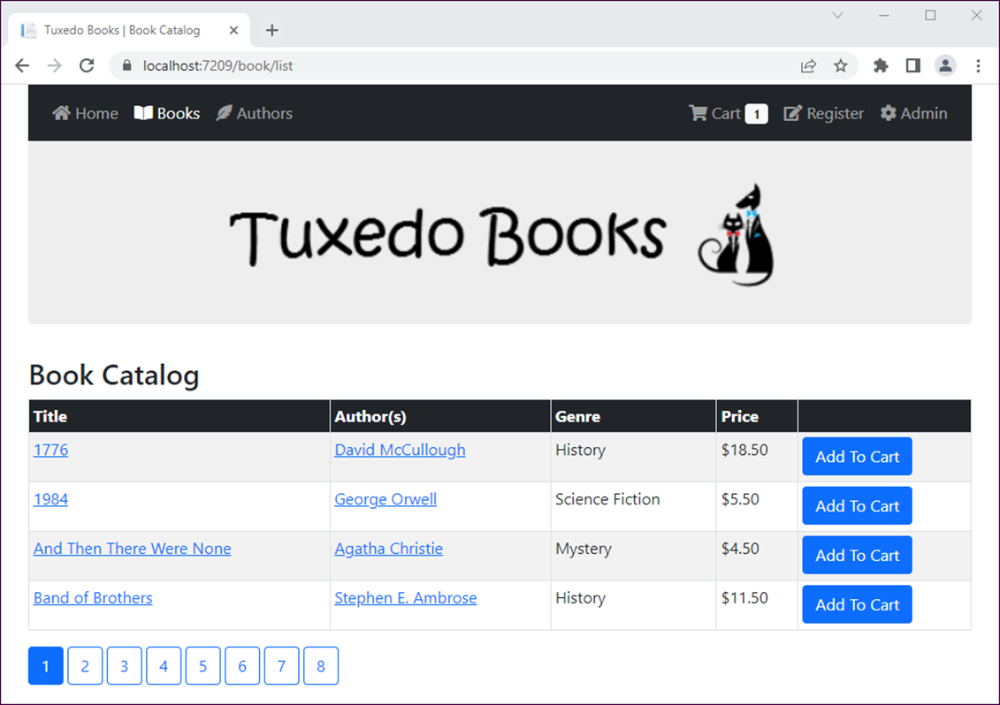 Tuxedo Books | Book Catalog
localhost:7209/book/list
Home Books Authors Cart 1 Register Admin
Tuxedo Books
Book Catalog
Title Author(s) Genre Price
1776 David McCullough History $18.50 Add To Cart
1984 George Orwell Science Fiction $5.50 Add To Cart
And Then There Were None Agatha Christie Mystery $4.50 Add To Cart
Band of Brothers Stephen E. Ambrose History $11.50 Add To Cart
1 2 3 4 5 6 7 8